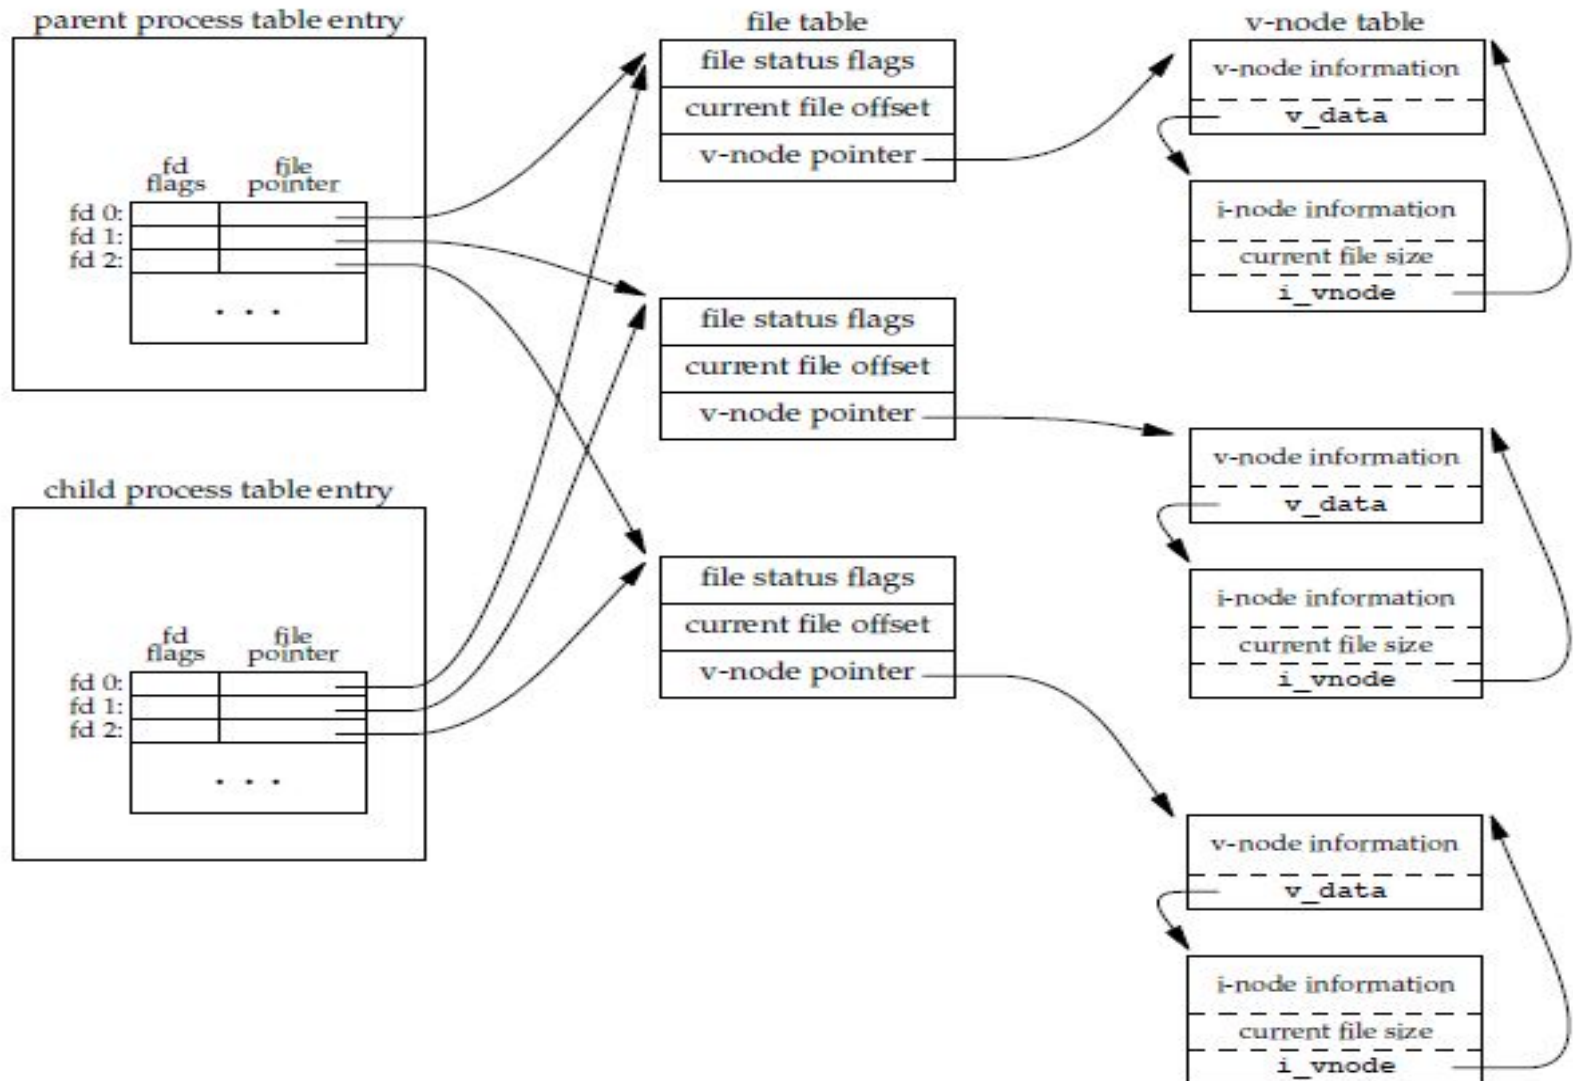 parent process table entry
fd flags
file pointer
fd 0:
fd 1:
fd 2:
. . .
child process table entry
fd flags
file pointer
fd 0:
fd 1:
fd 2:
. . .
file table
file status flags
current file offset
v-node pointer
file status flags
current file offset
v-node pointer
file status flags
current file offset
v-node pointer
v-node table
v-node information
v_data
i-node information
current file size
i_vnode
v-node information
v_data
i-node information
current file size
i_vnode
v-node information
v_data
i-node information
current file size
i_vnode